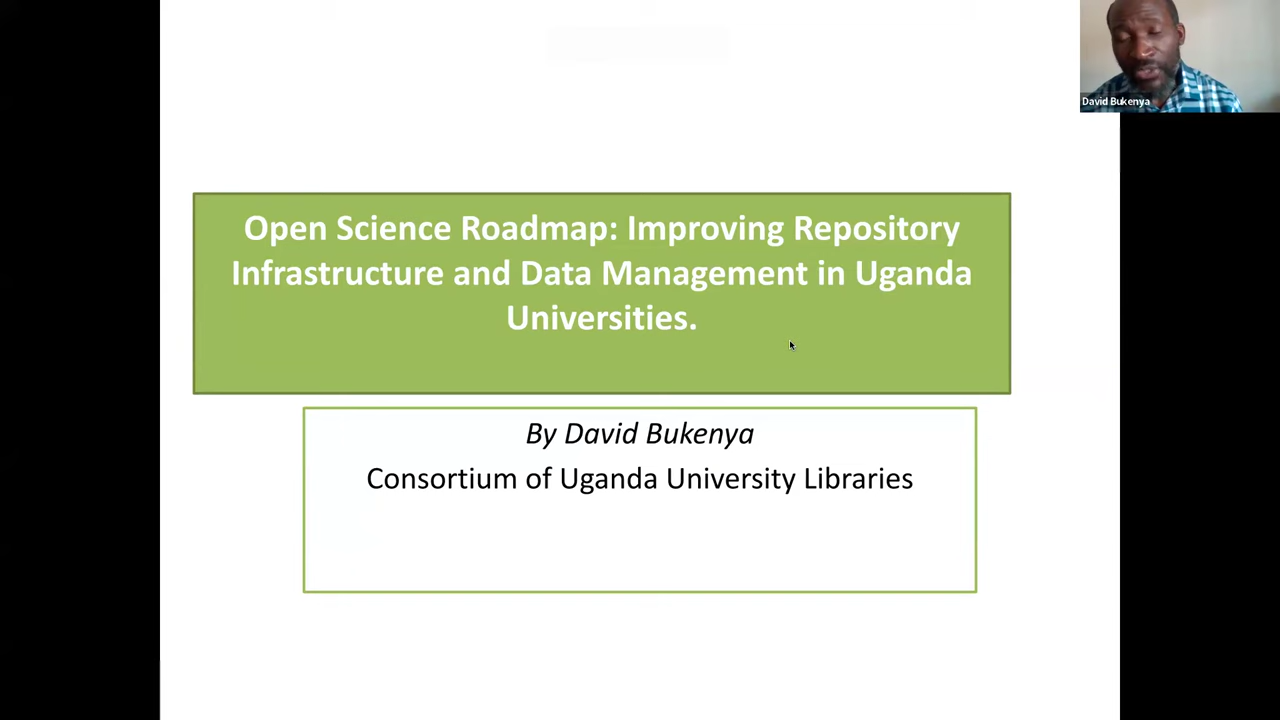 David Bukenya
Open Science Roadmap: Improving Repository
Infrastructure and Data Management in Uganda
Universities.
By David Bukenya
Consortium of Uganda University Libraries